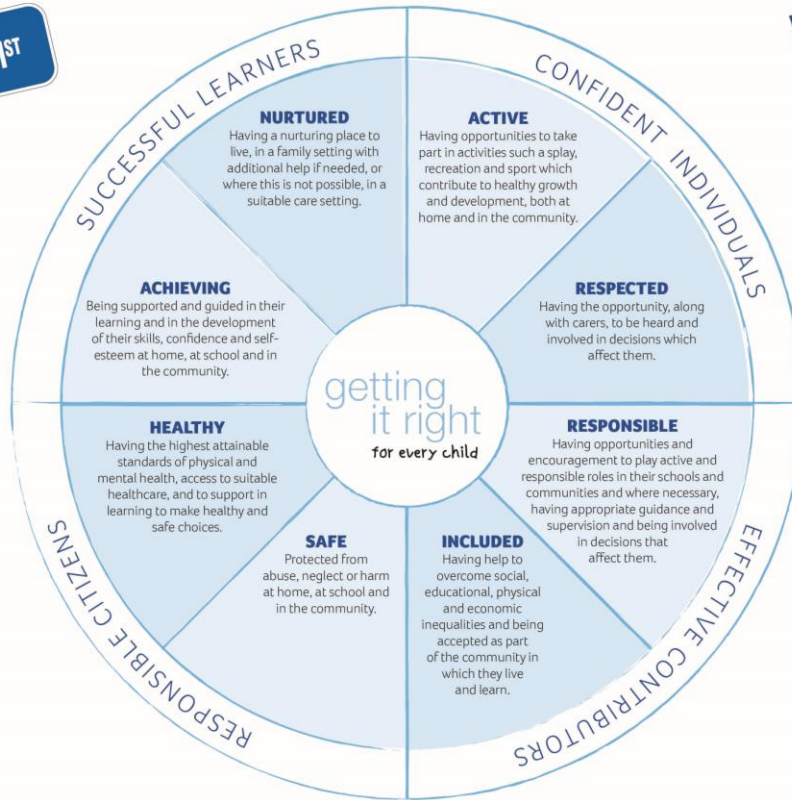 ST
SUCCESSFUL LEARNERS
CONFIDENT INDIVIDUALS
NURTURED
Having a nurturing place to
live, in a family setting with
additional help if needed, or
where this is not possible, in a
suitable care setting.
ACTIVE
Having opportunities to take
part in activities such a splay,
recreation and sport which
contribute to healthy growth
and development, both at
home and in the community.
ACHIEVING
Being supported and guided in their
learning and in the development
of their skills, confidence and self-
esteem at home, at school and in
the community.
RESPECTED
Having the opportunity, along
with carers, to be heard and
involved in decisions which
affect them.
getting
it right
for every child
HEALTHY
Having the highest attainable
standards of physical and
mental health, access to suitable
healthcare, and to support in
learning to make healthy and
safe choices.
RESPONSIBLE
Having opportunities and
encouragement to play active and
responsible roles in their schools and
communities and where necessary,
having appropriate guidance and
supervision and being involved
in decisions that
affect them.
SAFE
Protected from
abuse, neglect or harm
at home, at school and
in the community.
INCLUDED
Having help to
overcome social,
educational, physical
and economic
inequalities and being
accepted as part
of the community in
which they live
and learn.
RESPONSIBLE CITIZENS
EFFECTIVE CONTRIBUTORS